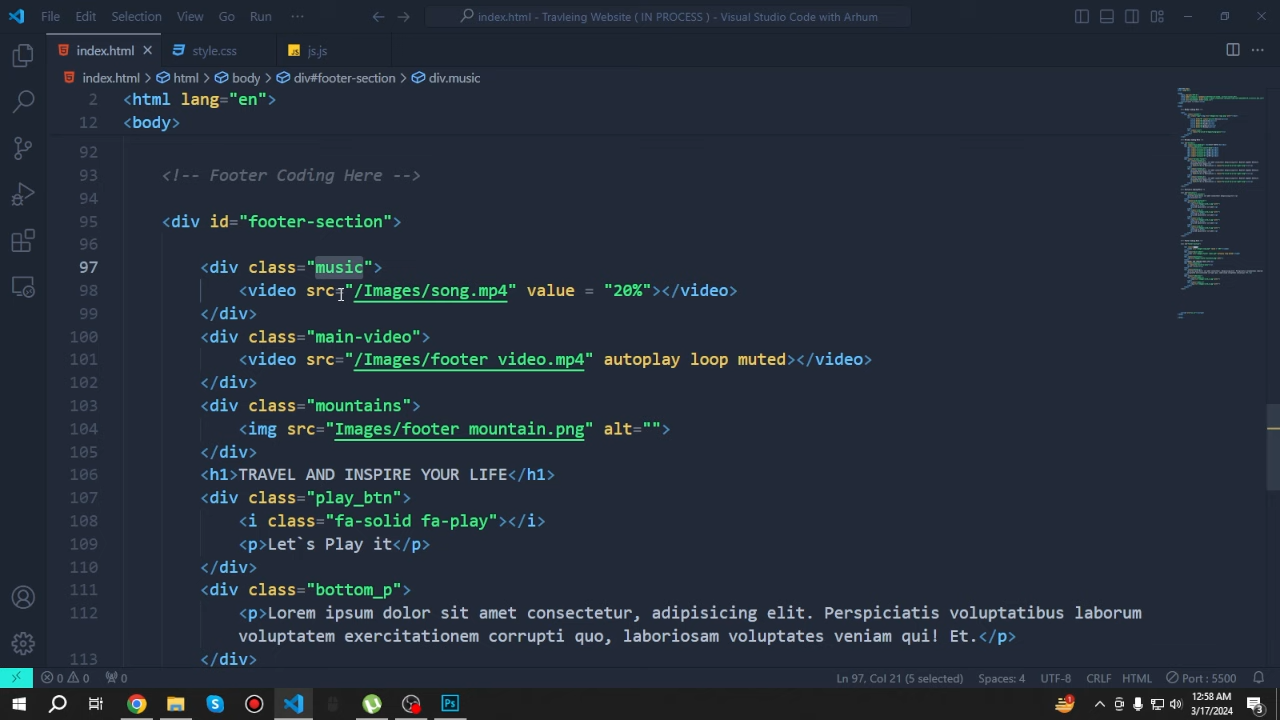 File Edit Selection View Go Run ··· index.html - Travleing Website ( IN PROCESS ) - Visual Studio Code with Arhum
index.html style.css js.js
index.html > html > body > div#footer-section > div.music
2 <html lang="en">
12 <body>
92
93 <!-- Footer Coding Here -->
94
95 <div id="footer-section">
96
97 <div class="music">
98 <video src="/Images/song.mp4" value = "20%"></video>
99 </div>
100 <div class="main-video">
101 <video src="/Images/footer video.mp4" autoplay loop muted></video>
102 </div>
103 <div class="mountains">
104 <img src="Images/footer mountain.png" alt="">
105 </div>
106 <h1>TRAVEL AND INSPIRE YOUR LIFE</h1>
107 <div class="play_btn">
108 <i class="fa-solid fa-play"></i>
109 <p>Let`s Play it</p>
110 </div>
111 <div class="bottom_p">
112 <p>Lorem ipsum dolor sit amet consectetur, adipisicing elit. Perspiciatis voluptatibus laborum
voluptatem exercitationem corrupti quo, laboriosam voluptates veniam qui! Et.</p>
113 </div>
0 0 0 Ln 97, Col 21 (5 selected) Spaces: 4 UTF-8 CRLF HTML Port : 5500
12:58 AM
3/17/2024